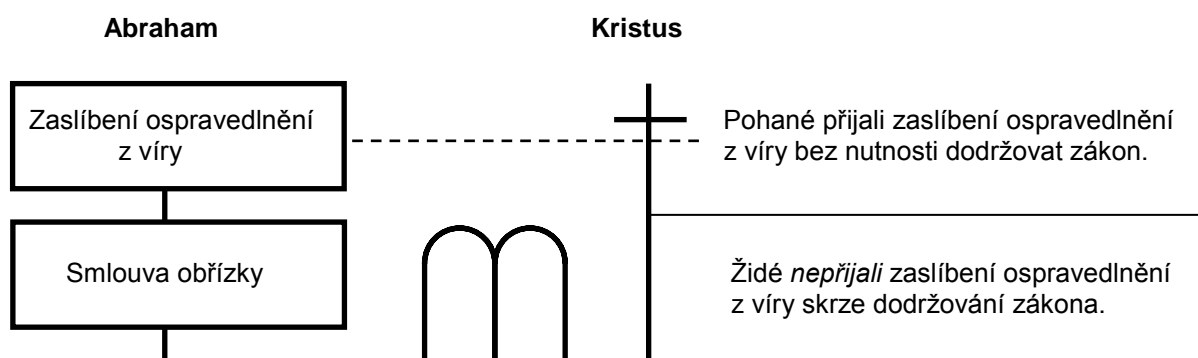 Abraham
Kristus
Zaslíbení ospravedlnění
z víry
Pohané přijali zaslíbení ospravedlnění
z víry bez nutnosti dodržovat zákon.
Smlouva obřízky
Židé nepřijali zaslíbení ospravedlnění
z víry skrze dodržování zákona.